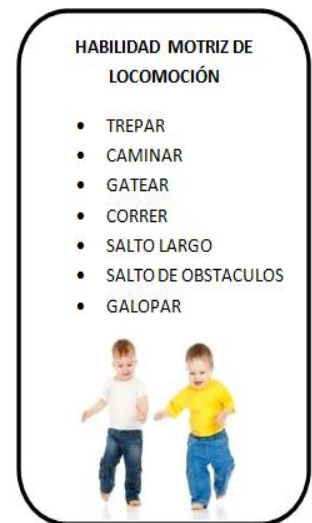 HABILIDAD MOTRIZ DE
LOCOMOCIÓN
• TREPAR
• CAMINAR
• GATEAR
• CORRER
• SALTO LARGO
• SALTO DE OBSTACULOS
• GALOPAR